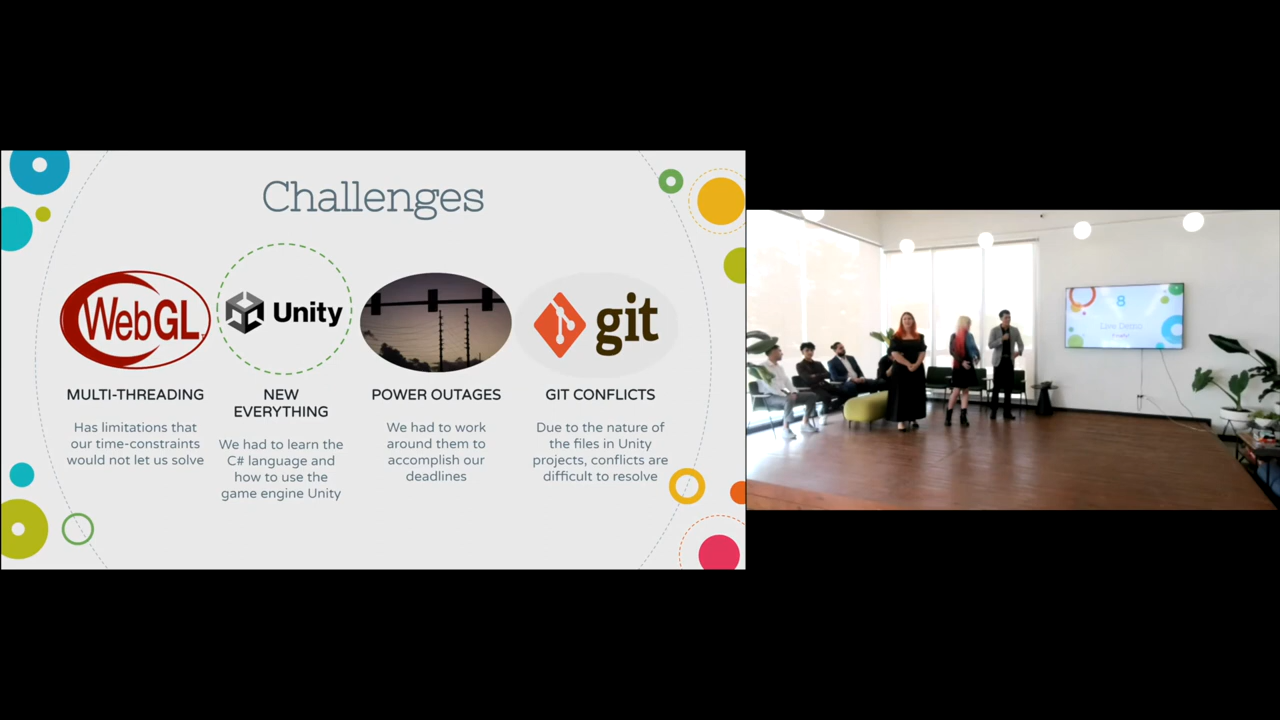 Challenges
WebGL
Unity
git
MULTI-THREADING
Has limitations that
our time-constraints
would not let us solve
NEW
EVERYTHING
We had to learn the
C# language and
how to use the
game engine Unity
POWER OUTAGES
We had to work
around them to
accomplish our
deadlines
GIT CONFLICTS
Due to the nature of
the files in Unity
projects, conflicts are
difficult to resolve
8
Live Demo